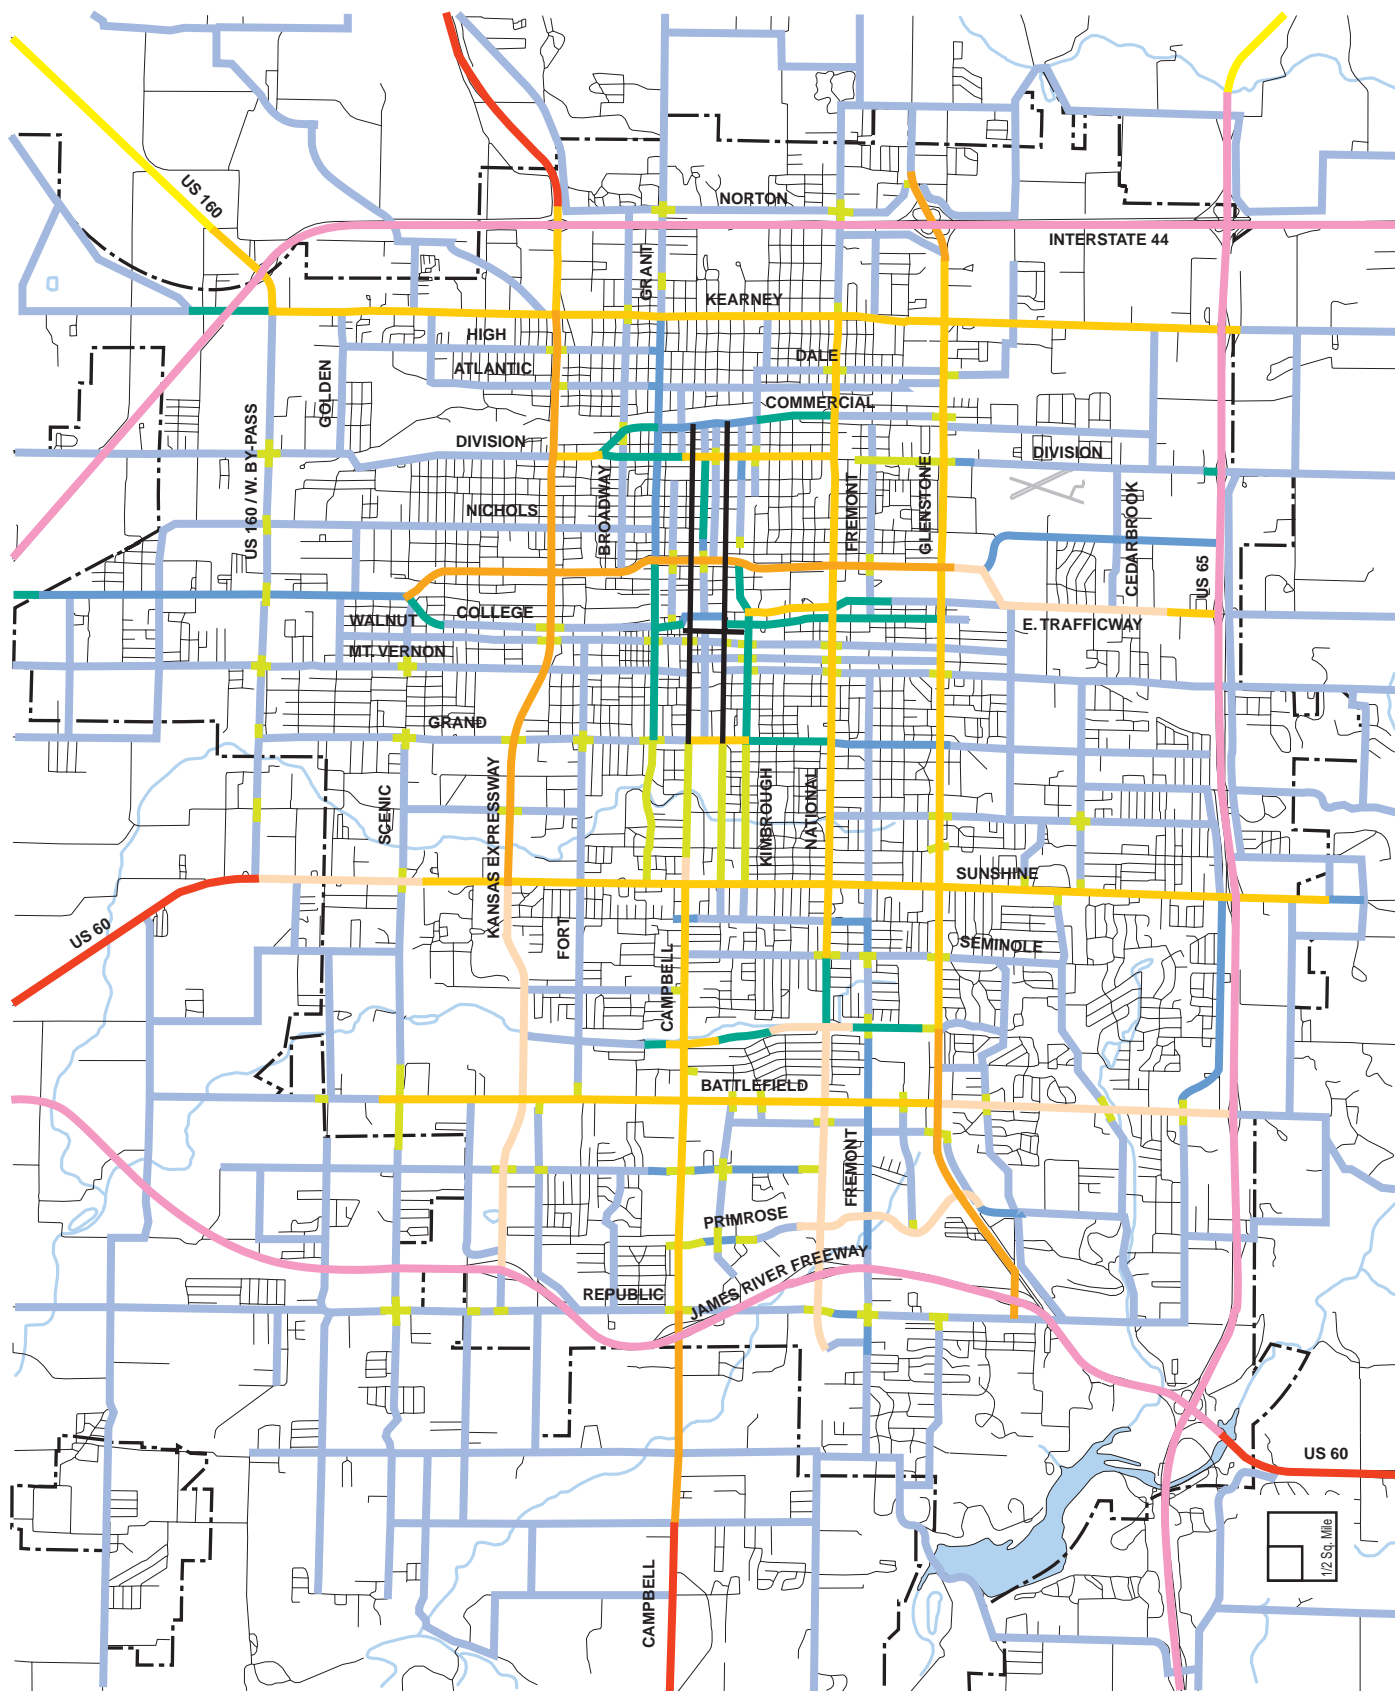 US 160
NORTON
INTERSTATE 44
GRANT
KEARNEY
HIGH
DALE
ATLANTIC
GOLDEN
COMMERCIAL
US 160 / W. BY-PASS
DIVISION
DIVISION
BROADWAY
FREMONT
GLENSTONE
CEDARBROOK
NICHOLS
US 65
COLLEGE
WALNUT
E. TRAFFICWAY
MT. VERNON
GRAND
SCENIC
KANSAS EXPRESSWAY
KIMBROUGH
NATIONAL
SUNSHINE
US 60
FORT
CAMPBELL
SEMINOLE
BATTLEFIELD
FREMONT
PRIMROSE
JAMES RIVER FREEWAY
REPUBLIC
US 60
1/2 Sq. Mile
CAMPBELL